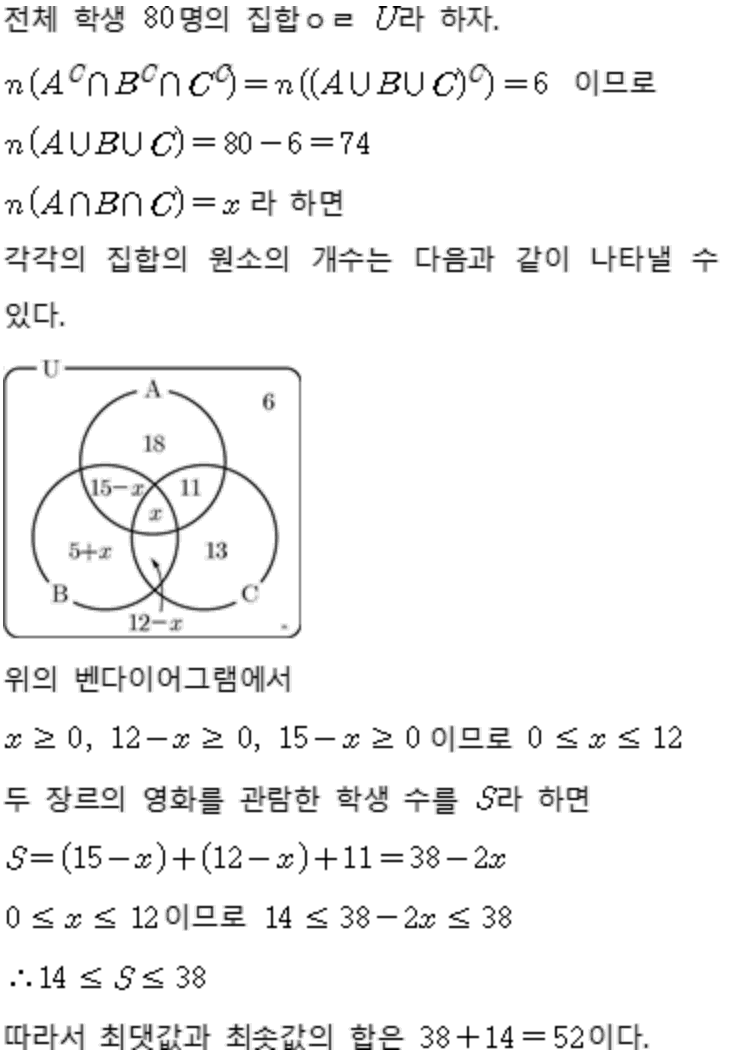 전체 학생 80명의 집합ㅇㄹ U라 하자.
n(A^C∩B^C∩C^C)=n((A∪B∪C)^C)=6 이므로
n(A∪B∪C)=80-6=74
n(A∩B∩C)=x 라 하면
각각의 집합의 원소의 개수는 다음과 같이 나타낼 수
있다.
U
A
6
18
15-x
11
x
5+x
13
B
C
12-x
위의 벤다이어그램에서
x ≥ 0, 12-x ≥ 0, 15-x ≥ 0 이므로 0 ≤ x ≤ 12
두 장르의 영화를 관람한 학생 수를 S라 하면
S=(15-x)+(12-x)+11=38-2x
0 ≤ x ≤ 12이므로 14 ≤ 38-2x ≤ 38
∴14 ≤ S ≤ 38
따라서 최댓값과 최솟값의 합은 38+14=52이다.